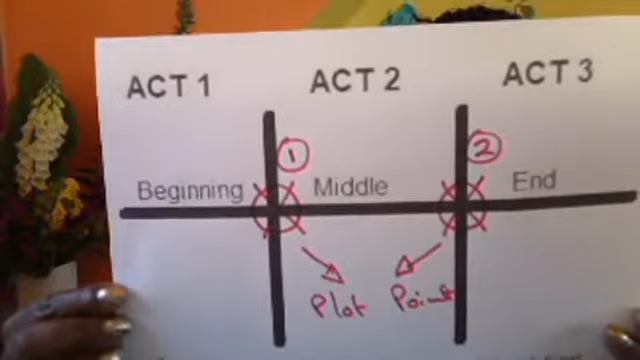 ACT 1 ACT 2 ACT 3
1 2
Beginning Middle End
Plot Point